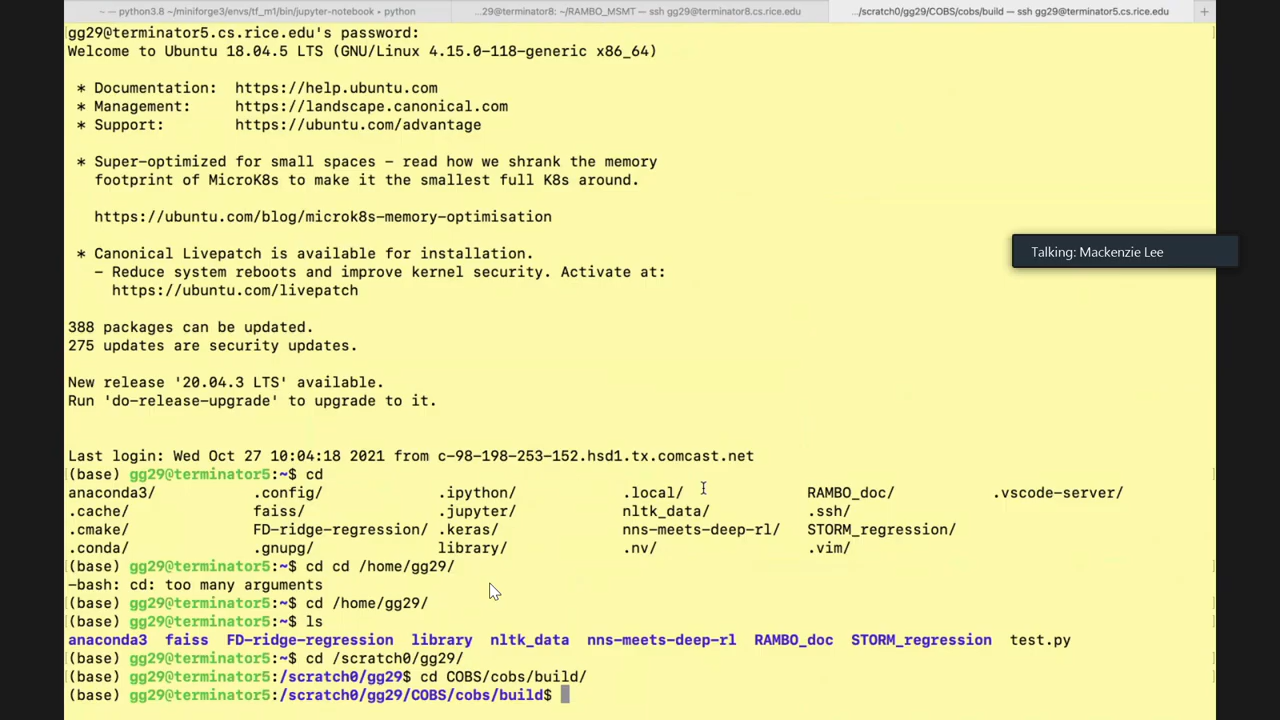 ~ — python3.8 ~/miniforge3/envs/tf_m1/bin/jupyter-notebook • python
...29@terminator8: ~/RAMBO_MSMT — ssh gg29@terminator8.cs.rice.edu
.../scratch0/gg29/COBS/cobs/build — ssh gg29@terminator5.cs.rice.edu
+
gg29@terminator5.cs.rice.edu's password:
Welcome to Ubuntu 18.04.5 LTS (GNU/Linux 4.15.0-118-generic x86_64)
* Documentation:  https://help.ubuntu.com
* Management:     https://landscape.canonical.com
* Support:        https://ubuntu.com/advantage
* Super-optimized for small spaces - read how we shrank the memory
footprint of MicroK8s to make it the smallest full K8s around.
https://ubuntu.com/blog/microk8s-memory-optimisation
* Canonical Livepatch is available for installation.
- Reduce system reboots and improve kernel security. Activate at:
https://ubuntu.com/livepatch
Talking: Mackenzie Lee
388 packages can be updated.
275 updates are security updates.
New release '20.04.3 LTS' available.
Run 'do-release-upgrade' to upgrade to it.
Last login: Wed Oct 27 10:04:18 2021 from c-98-198-253-152.hsd1.tx.comcast.net
(base) gg29@terminator5:~$ cd
anaconda3/ .config/ .ipython/ .local/ RAMBO_doc/ .vscode-server/
.cache/ faiss/ .jupyter/ nltk_data/ .ssh/
.cmake/ FD-ridge-regression/ .keras/ nns-meets-deep-rl/ STORM_regression/
.conda/ .gnupg/ library/ .nv/ .vim/
(base) gg29@terminator5:~$ cd cd /home/gg29/
-bash: cd: too many arguments
(base) gg29@terminator5:~$ cd /home/gg29/
(base) gg29@terminator5:~$ ls
anaconda3 faiss FD-ridge-regression library nltk_data nns-meets-deep-rl RAMBO_doc STORM_regression test.py
(base) gg29@terminator5:~$ cd /scratch0/gg29/
(base) gg29@terminator5:/scratch0/gg29$ cd COBS/cobs/build/
(base) gg29@terminator5:/scratch0/gg29/COBS/cobs/build$